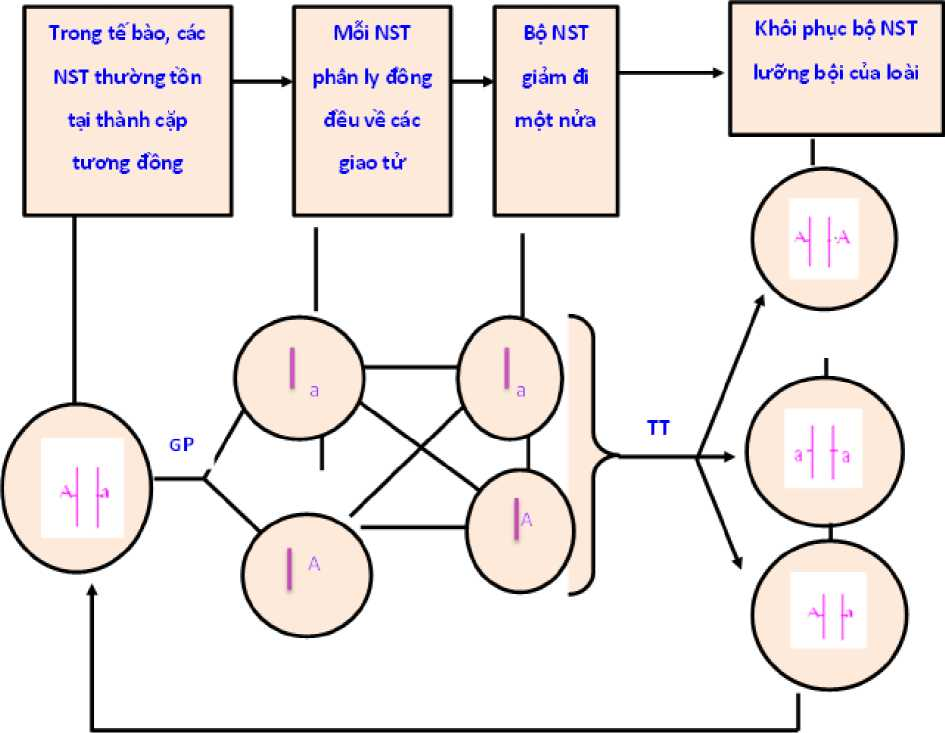 Trong tế bào, các
NST thường tồn
tại thành cặp
tương đồng
Mỗi NST
phân ly đồng
đều về các
giao tử
Bộ NST
giảm đi
một nửa
Khôi phục bộ NST
lưỡng bội của loài
A A
a
a
GP
TT
a a
A a
A
A
A a